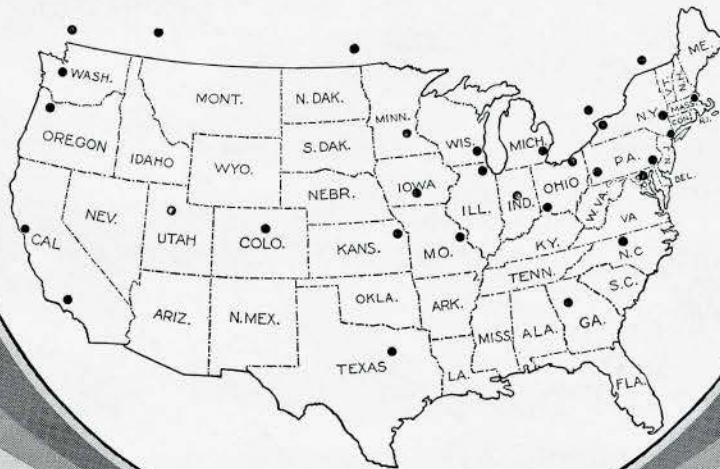 WASH.
MONT.
N. DAK.
MINN.
ME.
V.T.
N.H.
MASS
CON.
R.I.
N.Y.
OREGON
IDAHO
WYO.
S. DAK.
WIS.
MICH.
NEBR.
IOWA
PA.
N.J.
DEL.
NEV.
UTAH
COLO.
KANS.
MO.
ILL.
IND.
OHIO
W. VA.
VA
CAL
KY.
N.C
TENN.
S.C.
ARIZ.
N.MEX.
OKLA.
ARK.
MISS
ALA.
GA.
TEXAS
LA.
FLA.